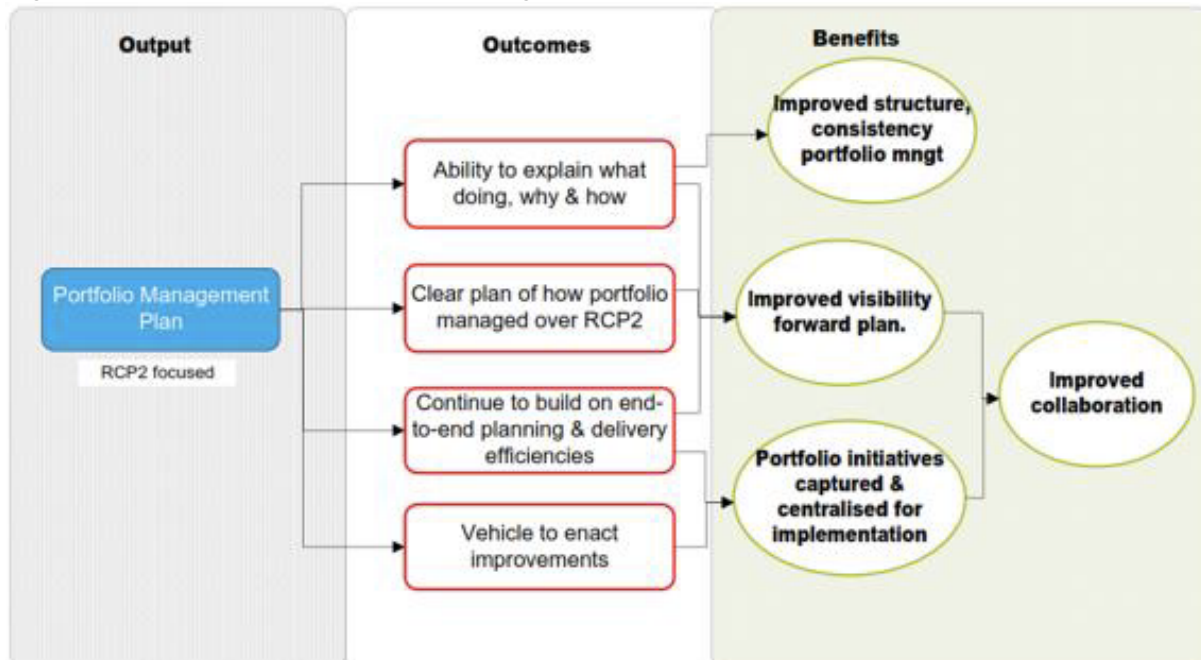 Output
Outcomes
Benefits
Improved structure,
consistency
portfolio mngt
Ability to explain what
doing, why & how
Portfolio Management
Plan
RCP2 focused
Clear plan of how portfolio
managed over RCP2
Improved visibility
forward plan.
Improved
collaboration
Continue to build on end-
to-end planning & delivery
efficiencies
Portfolio initiatives
captured &
centralised for
implementation
Vehicle to enact
improvements